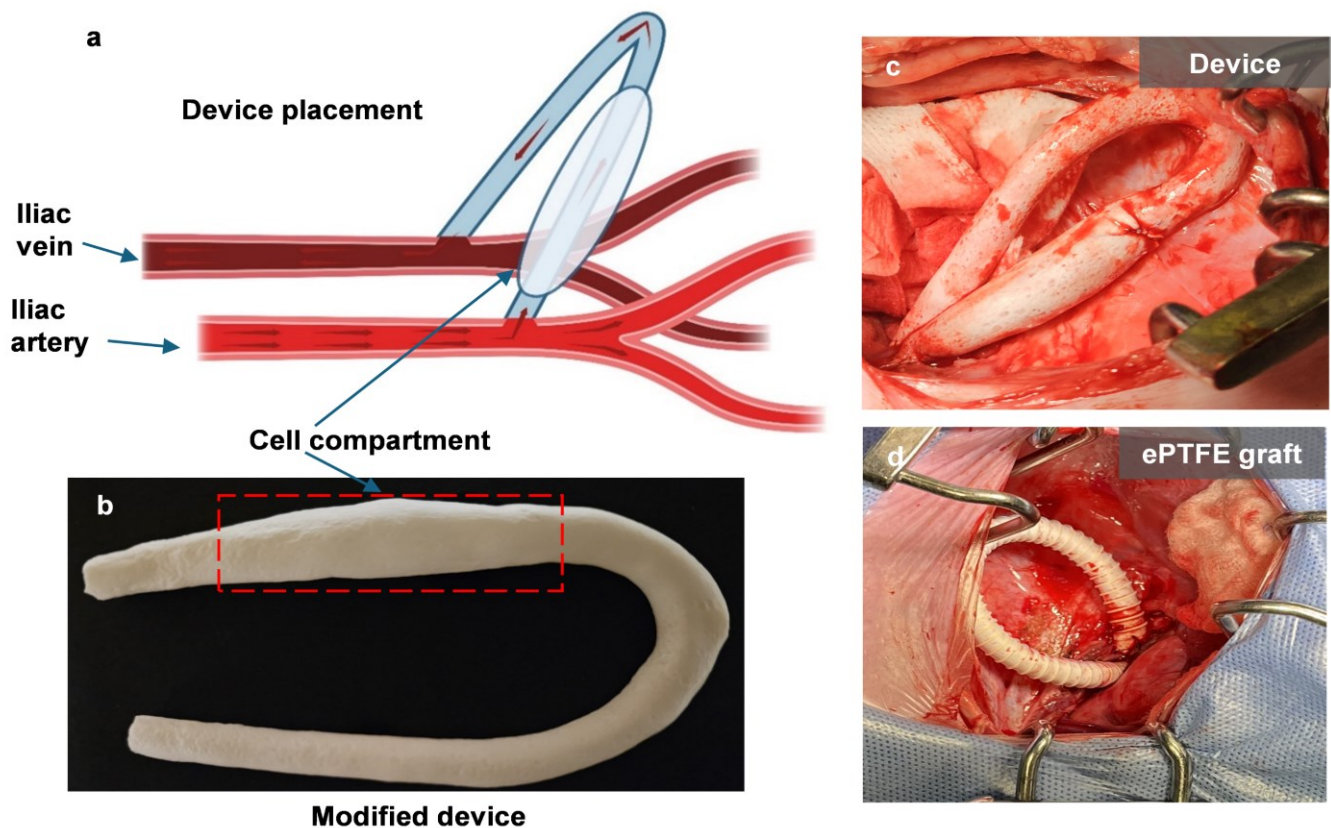 a
Device placement
Iliac
vein
Iliac
artery
Cell compartment
b
Modified device
c
Device
d
ePTFE graft